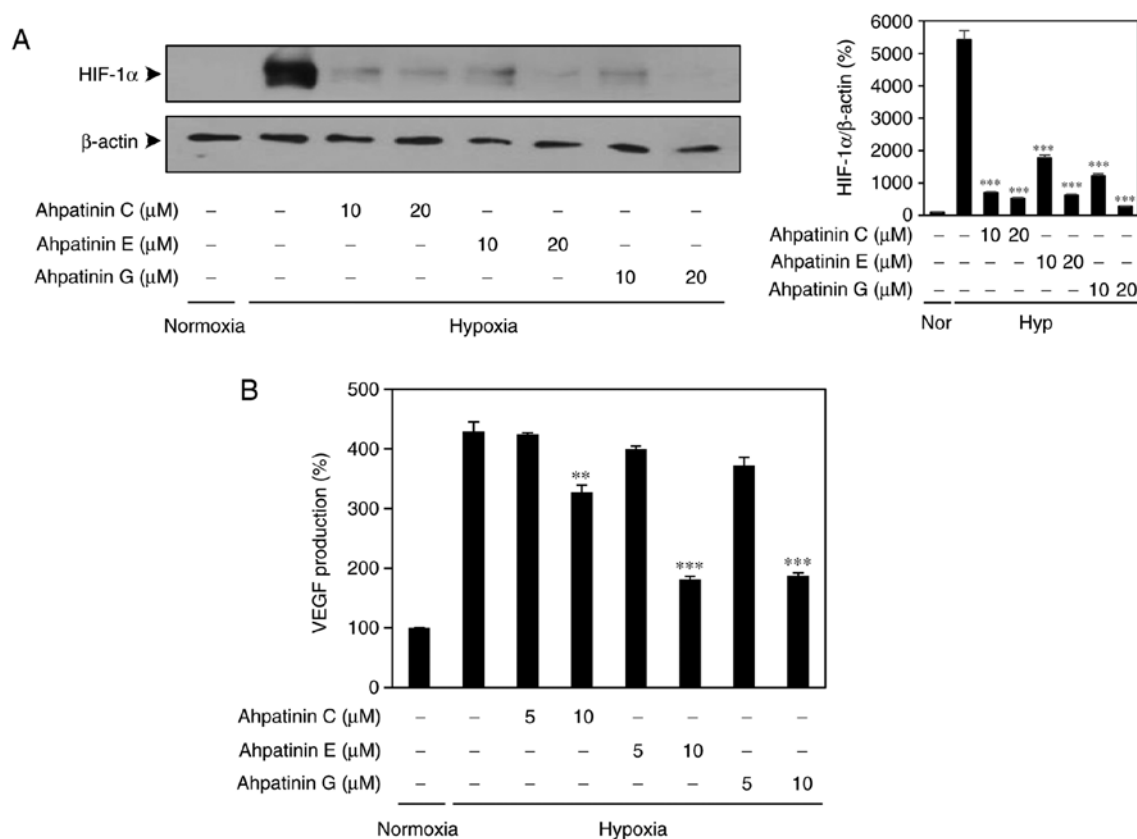 A
HIF-1α
β-actin
Ahpatinin C (μM) – – 10 20 – – – –
Ahpatinin E (μM) – – – – 10 20 – –
Ahpatinin G (μM) – – – – – – 10 20
Normoxia Hypoxia
HIF-1α/β-actin (%)
6000
5000
4000
3000
2000
1000
0
*** *** *** *** *** ***
Ahpatinin C (μM) – – 10 20 – – – –
Ahpatinin E (μM) – – – – 10 20 – –
Ahpatinin G (μM) – – – – – – 10 20
Nor Hyp
B
VEGF production (%)
500
400
300
200
100
0
** *** ***
Ahpatinin C (μM) – – 5 10 – – – –
Ahpatinin E (μM) – – – – 5 10 – –
Ahpatinin G (μM) – – – – – – 5 10
Normoxia Hypoxia